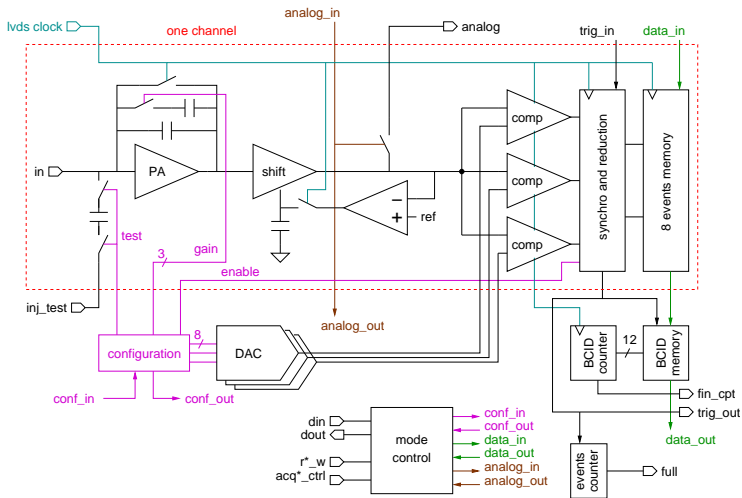 analog_in
lvds clock
one channel
analog
trig_in
data_in
comp
in
PA
shift
comp
synchro and reduction
8 events memory
−
+
ref
test
3
gain
comp
enable
inj_test
analog_out
8
configuration
DAC
BCID
counter
12
BCID
memory
conf_in
conf_out
fin_cpt
trig_out
din
dout
r*_w
acq*_ctrl
mode
control
conf_in
conf_out
data_in
data_out
analog_in
analog_out
data_out
events
counter
full